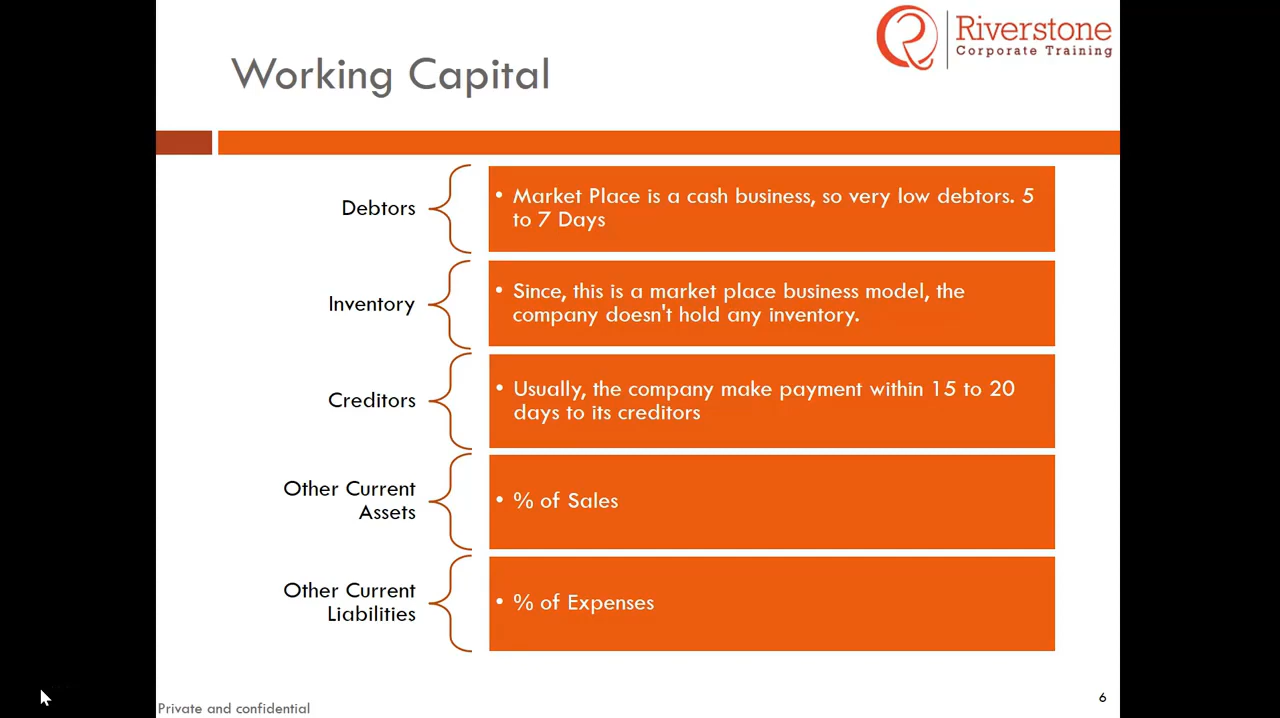 Riverstone
Corporate Training
Working Capital
Debtors
• Market Place is a cash business, so very low debtors. 5
to 7 Days
Inventory
• Since, this is a market place business model, the
company doesn't hold any inventory.
Creditors
• Usually, the company make payment within 15 to 20
days to its creditors
Other Current
Assets
• % of Sales
Other Current
Liabilities
• % of Expenses
Private and confidential
6